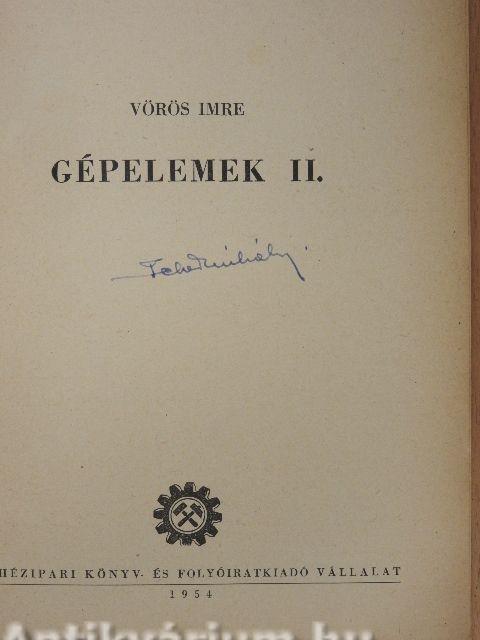 VÖRÖS IMRE
GÉPELEMEK II.
HÉZIPARI KÖNYV- ÉS FOLYÓIRATKIADÓ VÁLLALAT
1954
Antikvárium.hu